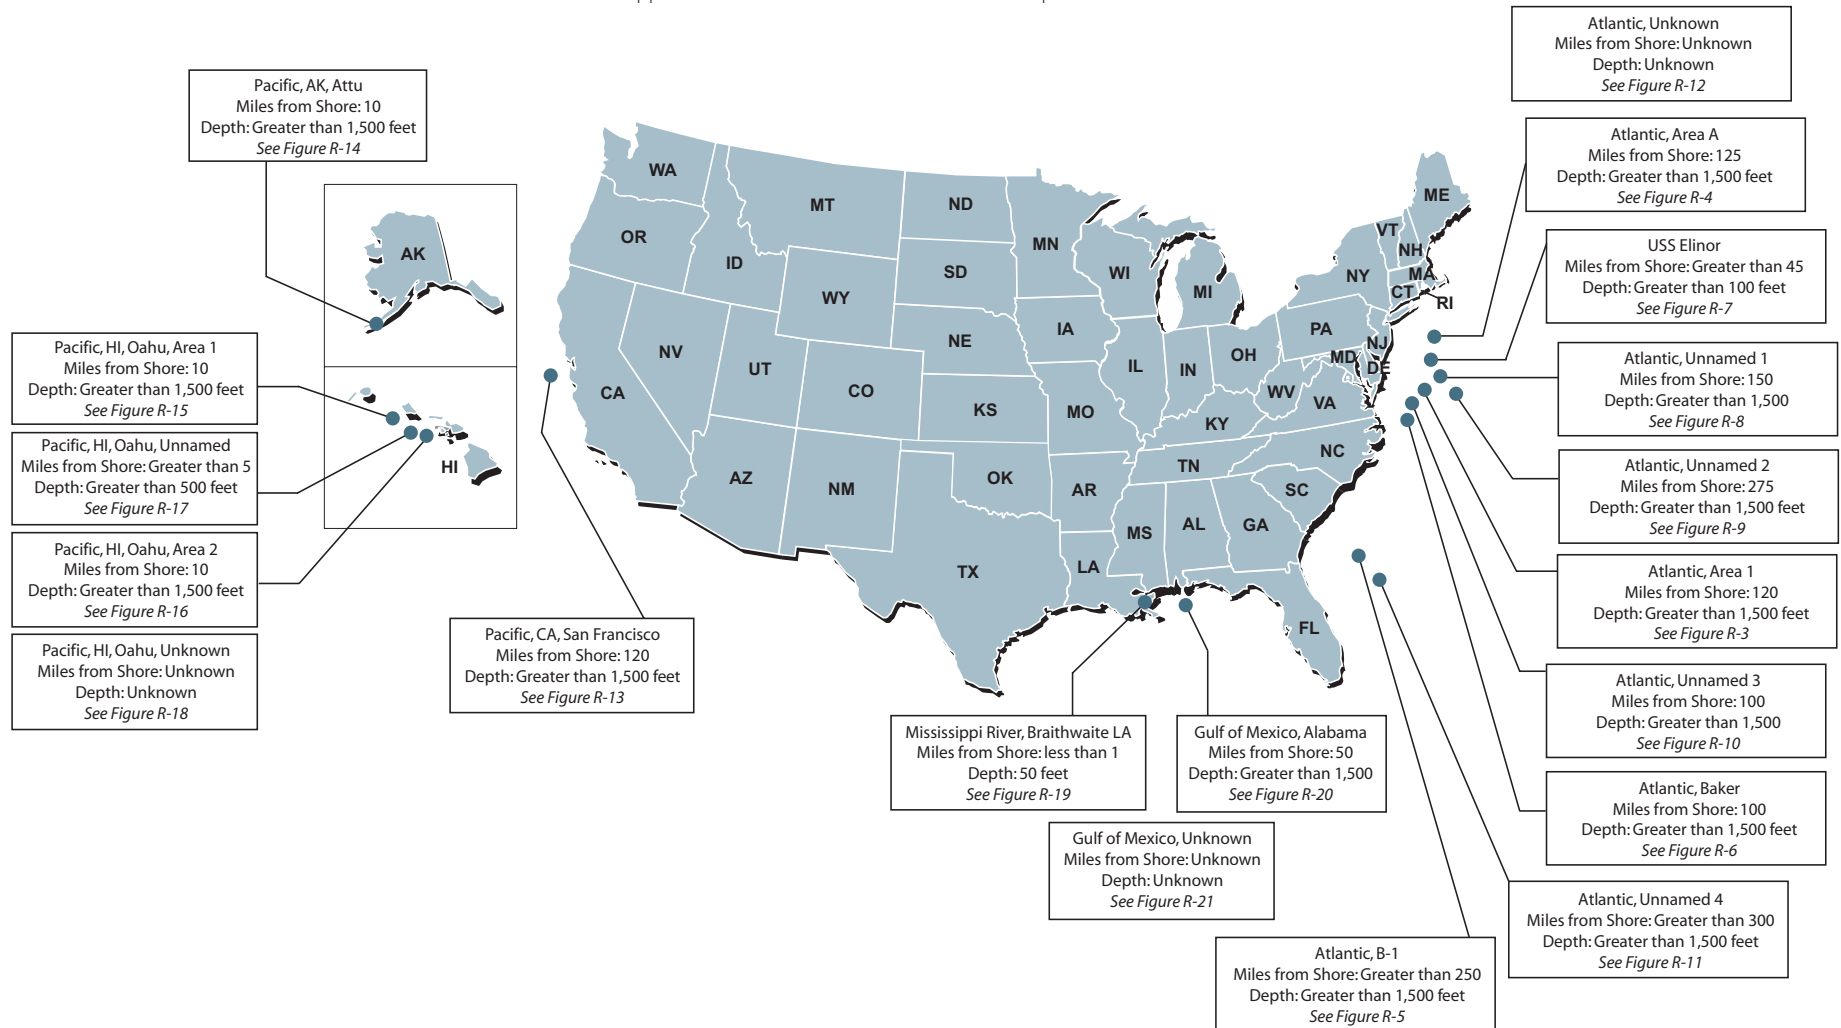 Atlantic, Unknown
Miles from Shore: Unknown
Depth: Unknown
See Figure R-12
Pacific, AK, Attu
Miles from Shore: 10
Depth: Greater than 1,500 feet
See Figure R-14
Atlantic, Area A
Miles from Shore: 125
Depth: Greater than 1,500 feet
See Figure R-4
USS Elinor
Miles from Shore: Greater than 45
Depth: Greater than 100 feet
See Figure R-7
Pacific, HI, Oahu, Area 1
Miles from Shore: 10
Depth: Greater than 1,500 feet
See Figure R-15
Atlantic, Unnamed 1
Miles from Shore: 150
Depth: Greater than 1,500
See Figure R-8
Pacific, HI, Oahu, Unnamed
Miles from Shore: Greater than 5
Depth: Greater than 500 feet
See Figure R-17
Atlantic, Unnamed 2
Miles from Shore: 275
Depth: Greater than 1,500 feet
See Figure R-9
Pacific, HI, Oahu, Area 2
Miles from Shore: 10
Depth: Greater than 1,500 feet
See Figure R-16
Atlantic, Area 1
Miles from Shore: 120
Depth: Greater than 1,500 feet
See Figure R-3
Pacific, HI, Oahu, Unknown
Miles from Shore: Unknown
Depth: Unknown
See Figure R-18
Pacific, CA, San Francisco
Miles from Shore: 120
Depth: Greater than 1,500 feet
See Figure R-13
Atlantic, Unnamed 3
Miles from Shore: 100
Depth: Greater than 1,500
See Figure R-10
Mississippi River, Braithwaite LA
Miles from Shore: less than 1
Depth: 50 feet
See Figure R-19
Gulf of Mexico, Alabama
Miles from Shore: 50
Depth: Greater than 1,500
See Figure R-20
Atlantic, Baker
Miles from Shore: 100
Depth: Greater than 1,500 feet
See Figure R-6
Gulf of Mexico, Unknown
Miles from Shore: Unknown
Depth: Unknown
See Figure R-21
Atlantic, Unnamed 4
Miles from Shore: Greater than 300
Depth: Greater than 1,500 feet
See Figure R-11
Atlantic, B-1
Miles from Shore: Greater than 250
Depth: Greater than 1,500 feet
See Figure R-5
AK
HI
WA
OR
CA
ID
NV
MT
WY
UT
AZ
CO
NM
ND
SD
NE
KS
OK
TX
MN
IA
MO
AR
LA
WI
IL
MS
MI
IN
KY
TN
AL
OH
WV
VA
NC
SC
GA
FL
PA
NY
VT
NH
ME
MA
CT
RI
NJ
MD
DE